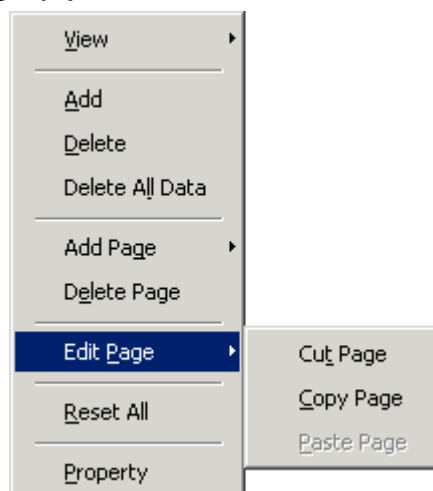 View
Add
Delete
Delete All Data
Add Page
Delete Page
Edit Page
Cut Page
Copy Page
Paste Page
Reset All
Property